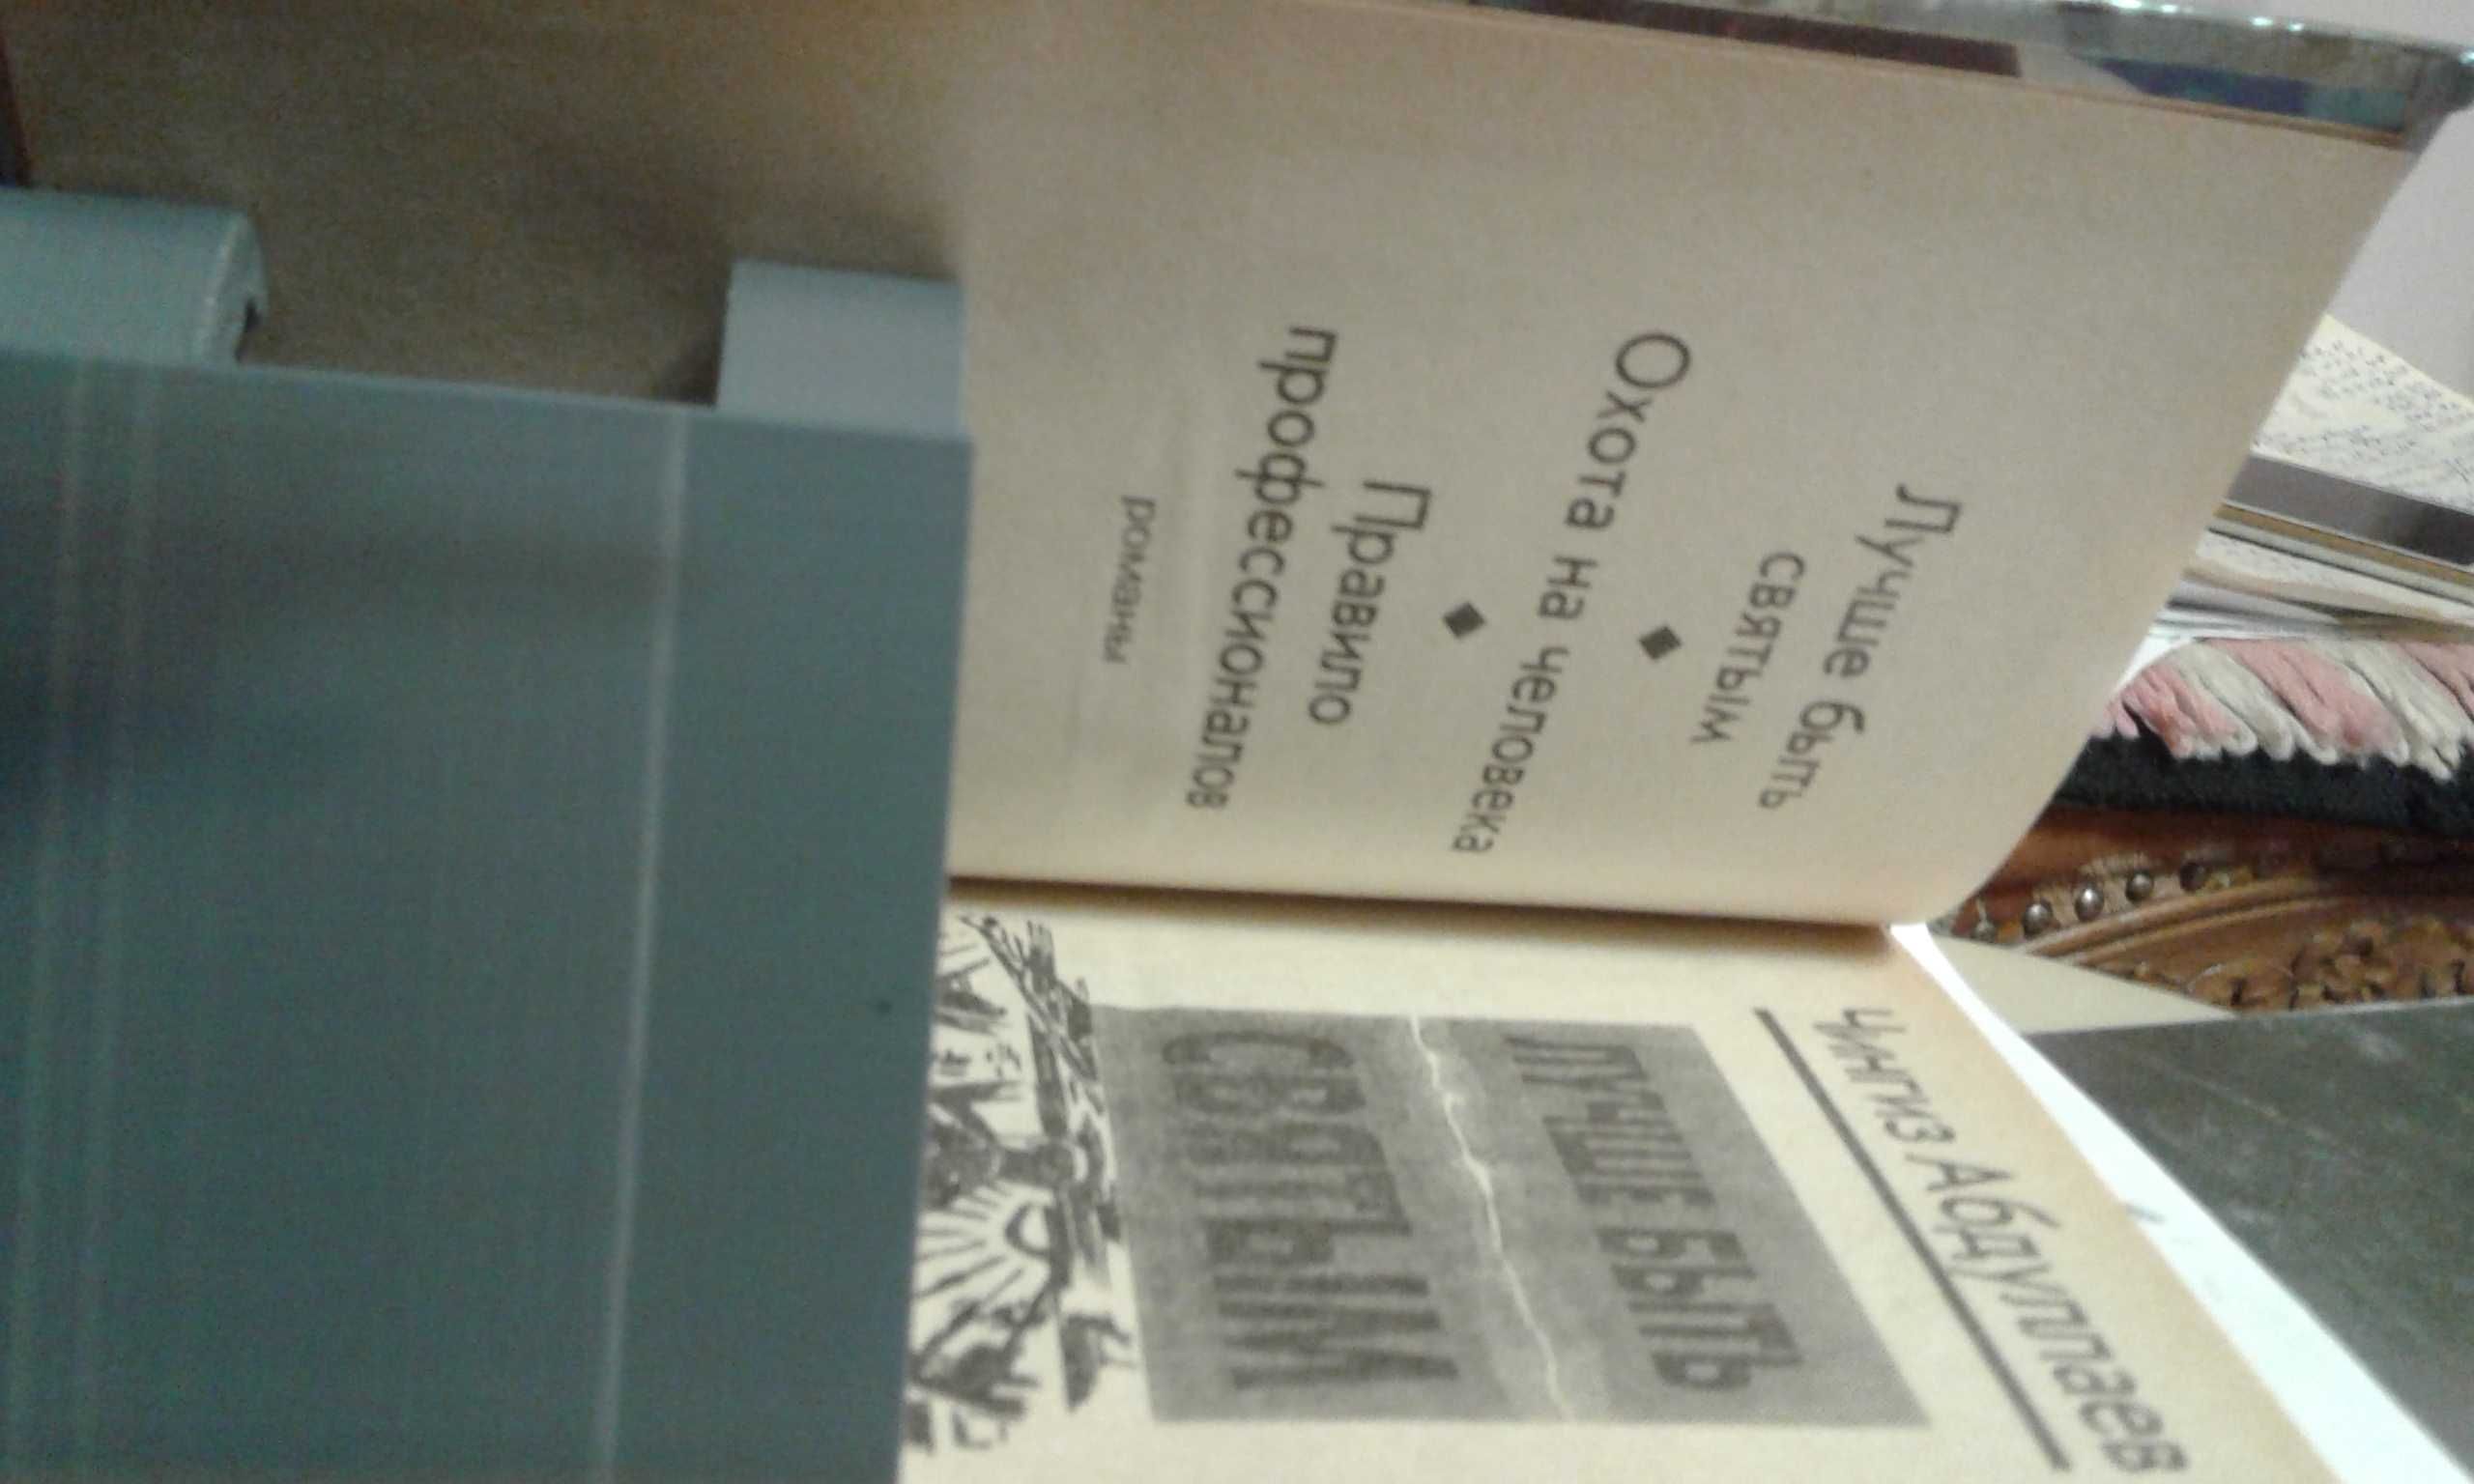 Лучше быть
святым
◆
Охота на человека
◆
Правило
профессионалов
романы
Чингиз Абдуллаев
ЛУЧШЕ БЫТЬ
СВЯТЫМ